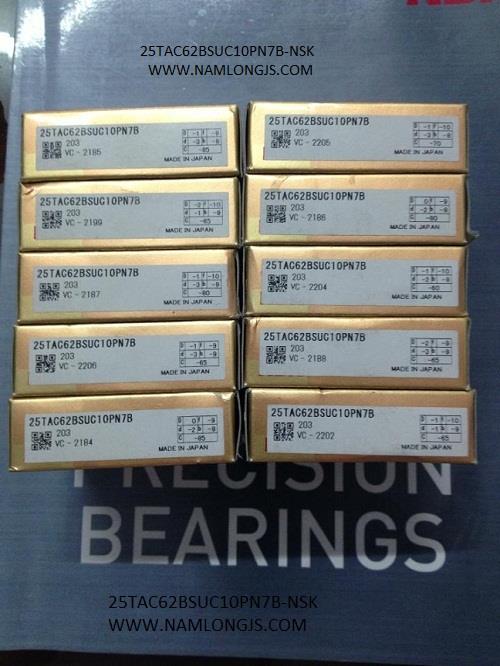 25TAC62BSUC10PN7B-NSK
WWW.NAMLONGJS.COM
25TAC62BSUC10PN7B
203
VC - 2185
MADE IN JAPAN
25TAC62BSUC10PN7B
203
VC - 2205
MADE IN JAPAN
25TAC62BSUC10PN7B
203
VC - 2199
MADE IN JAPAN
25TAC62BSUC10PN7B
203
VC - 2186
MADE IN JAPAN
25TAC62BSUC10PN7B
203
VC - 2187
MADE IN JAPAN
25TAC62BSUC10PN7B
203
VC - 2204
MADE IN JAPAN
25TAC62BSUC10PN7B
203
VC - 2206
MADE IN JAPAN
25TAC62BSUC10PN7B
203
VC - 2188
MADE IN JAPAN
25TAC62BSUC10PN7B
203
VC - 2184
MADE IN JAPAN
25TAC62BSUC10PN7B
203
VC - 2202
MADE IN JAPAN
PRECISION
BEARINGS
25TAC62BSUC10PN7B-NSK
WWW.NAMLONGJS.COM